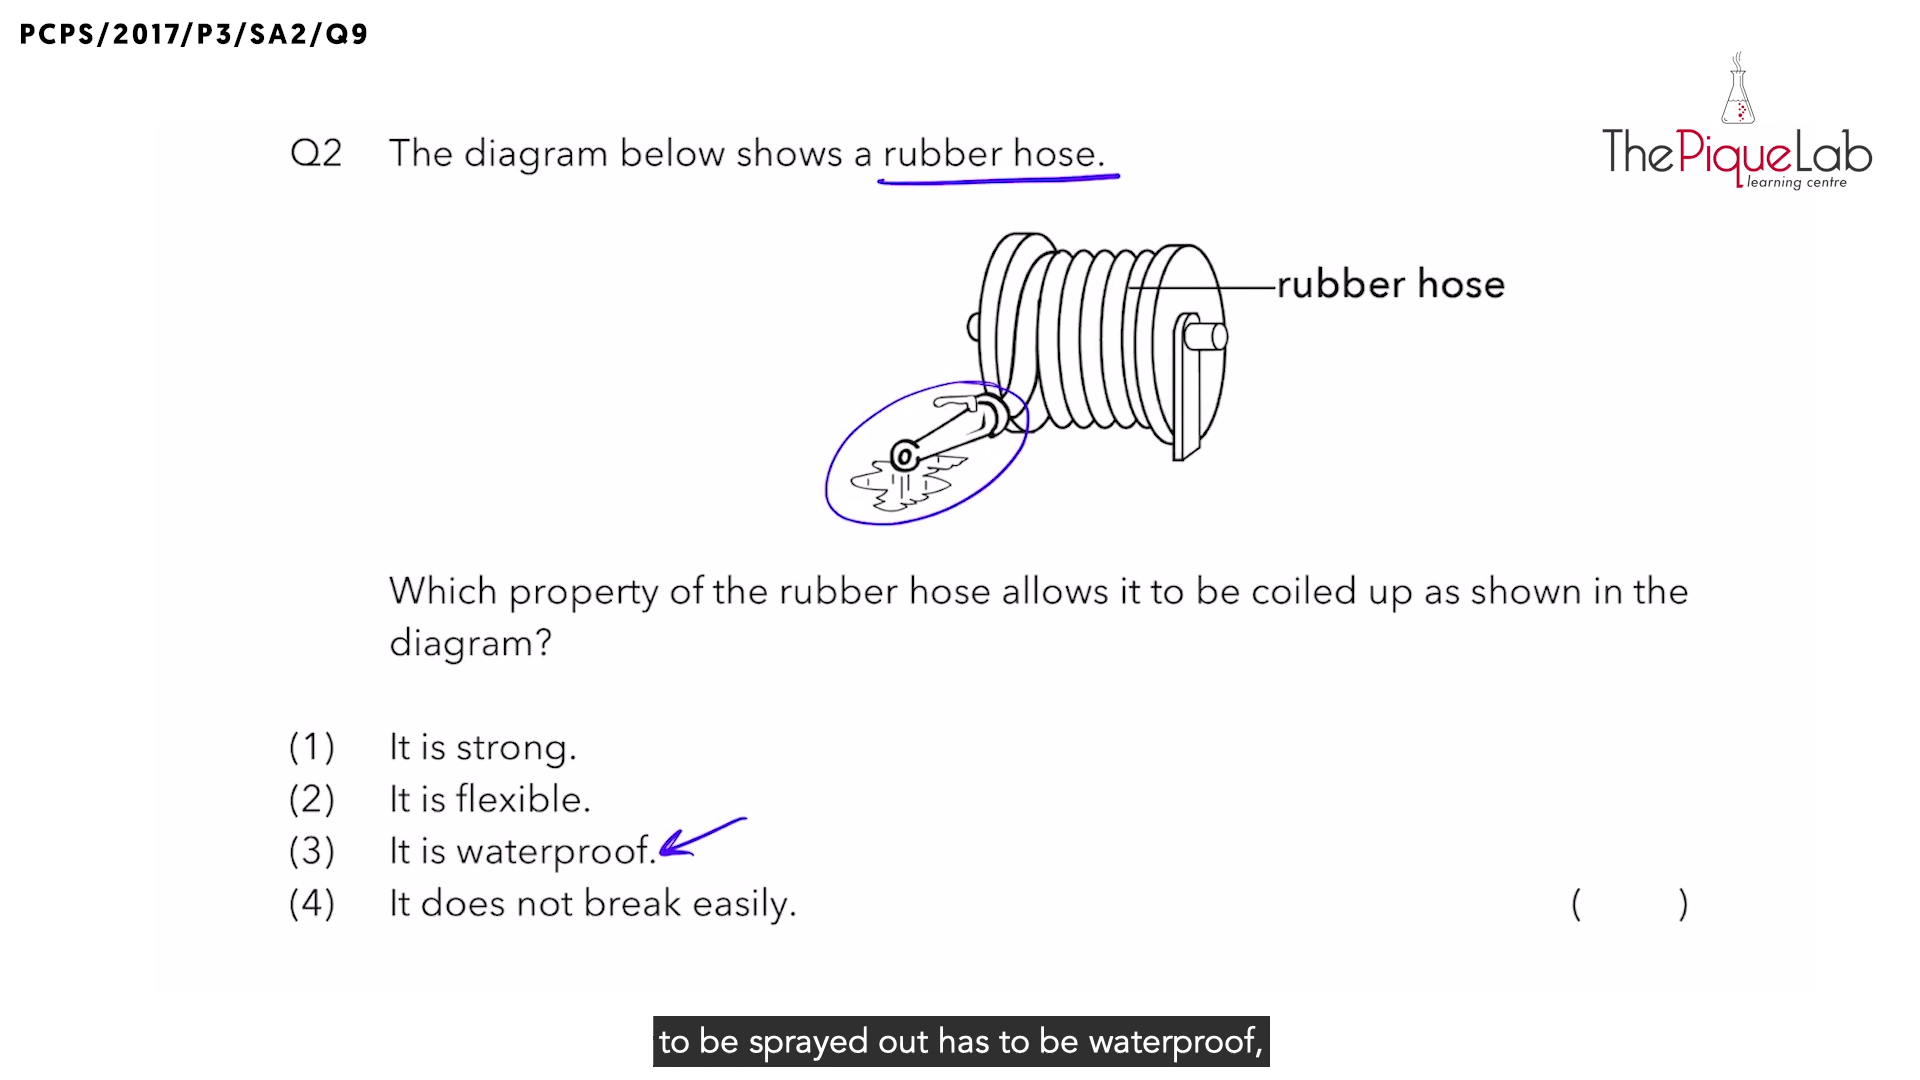 PCPS/2017/P3/SA2/Q9
ThePiqueLab
learning centre
Q2 The diagram below shows a rubber hose.
rubber hose
Which property of the rubber hose allows it to be coiled up as shown in the
diagram?
(1) It is strong.
(2) It is flexible.
(3) It is waterproof.
(4) It does not break easily. ( )
to be sprayed out has to be waterproof,